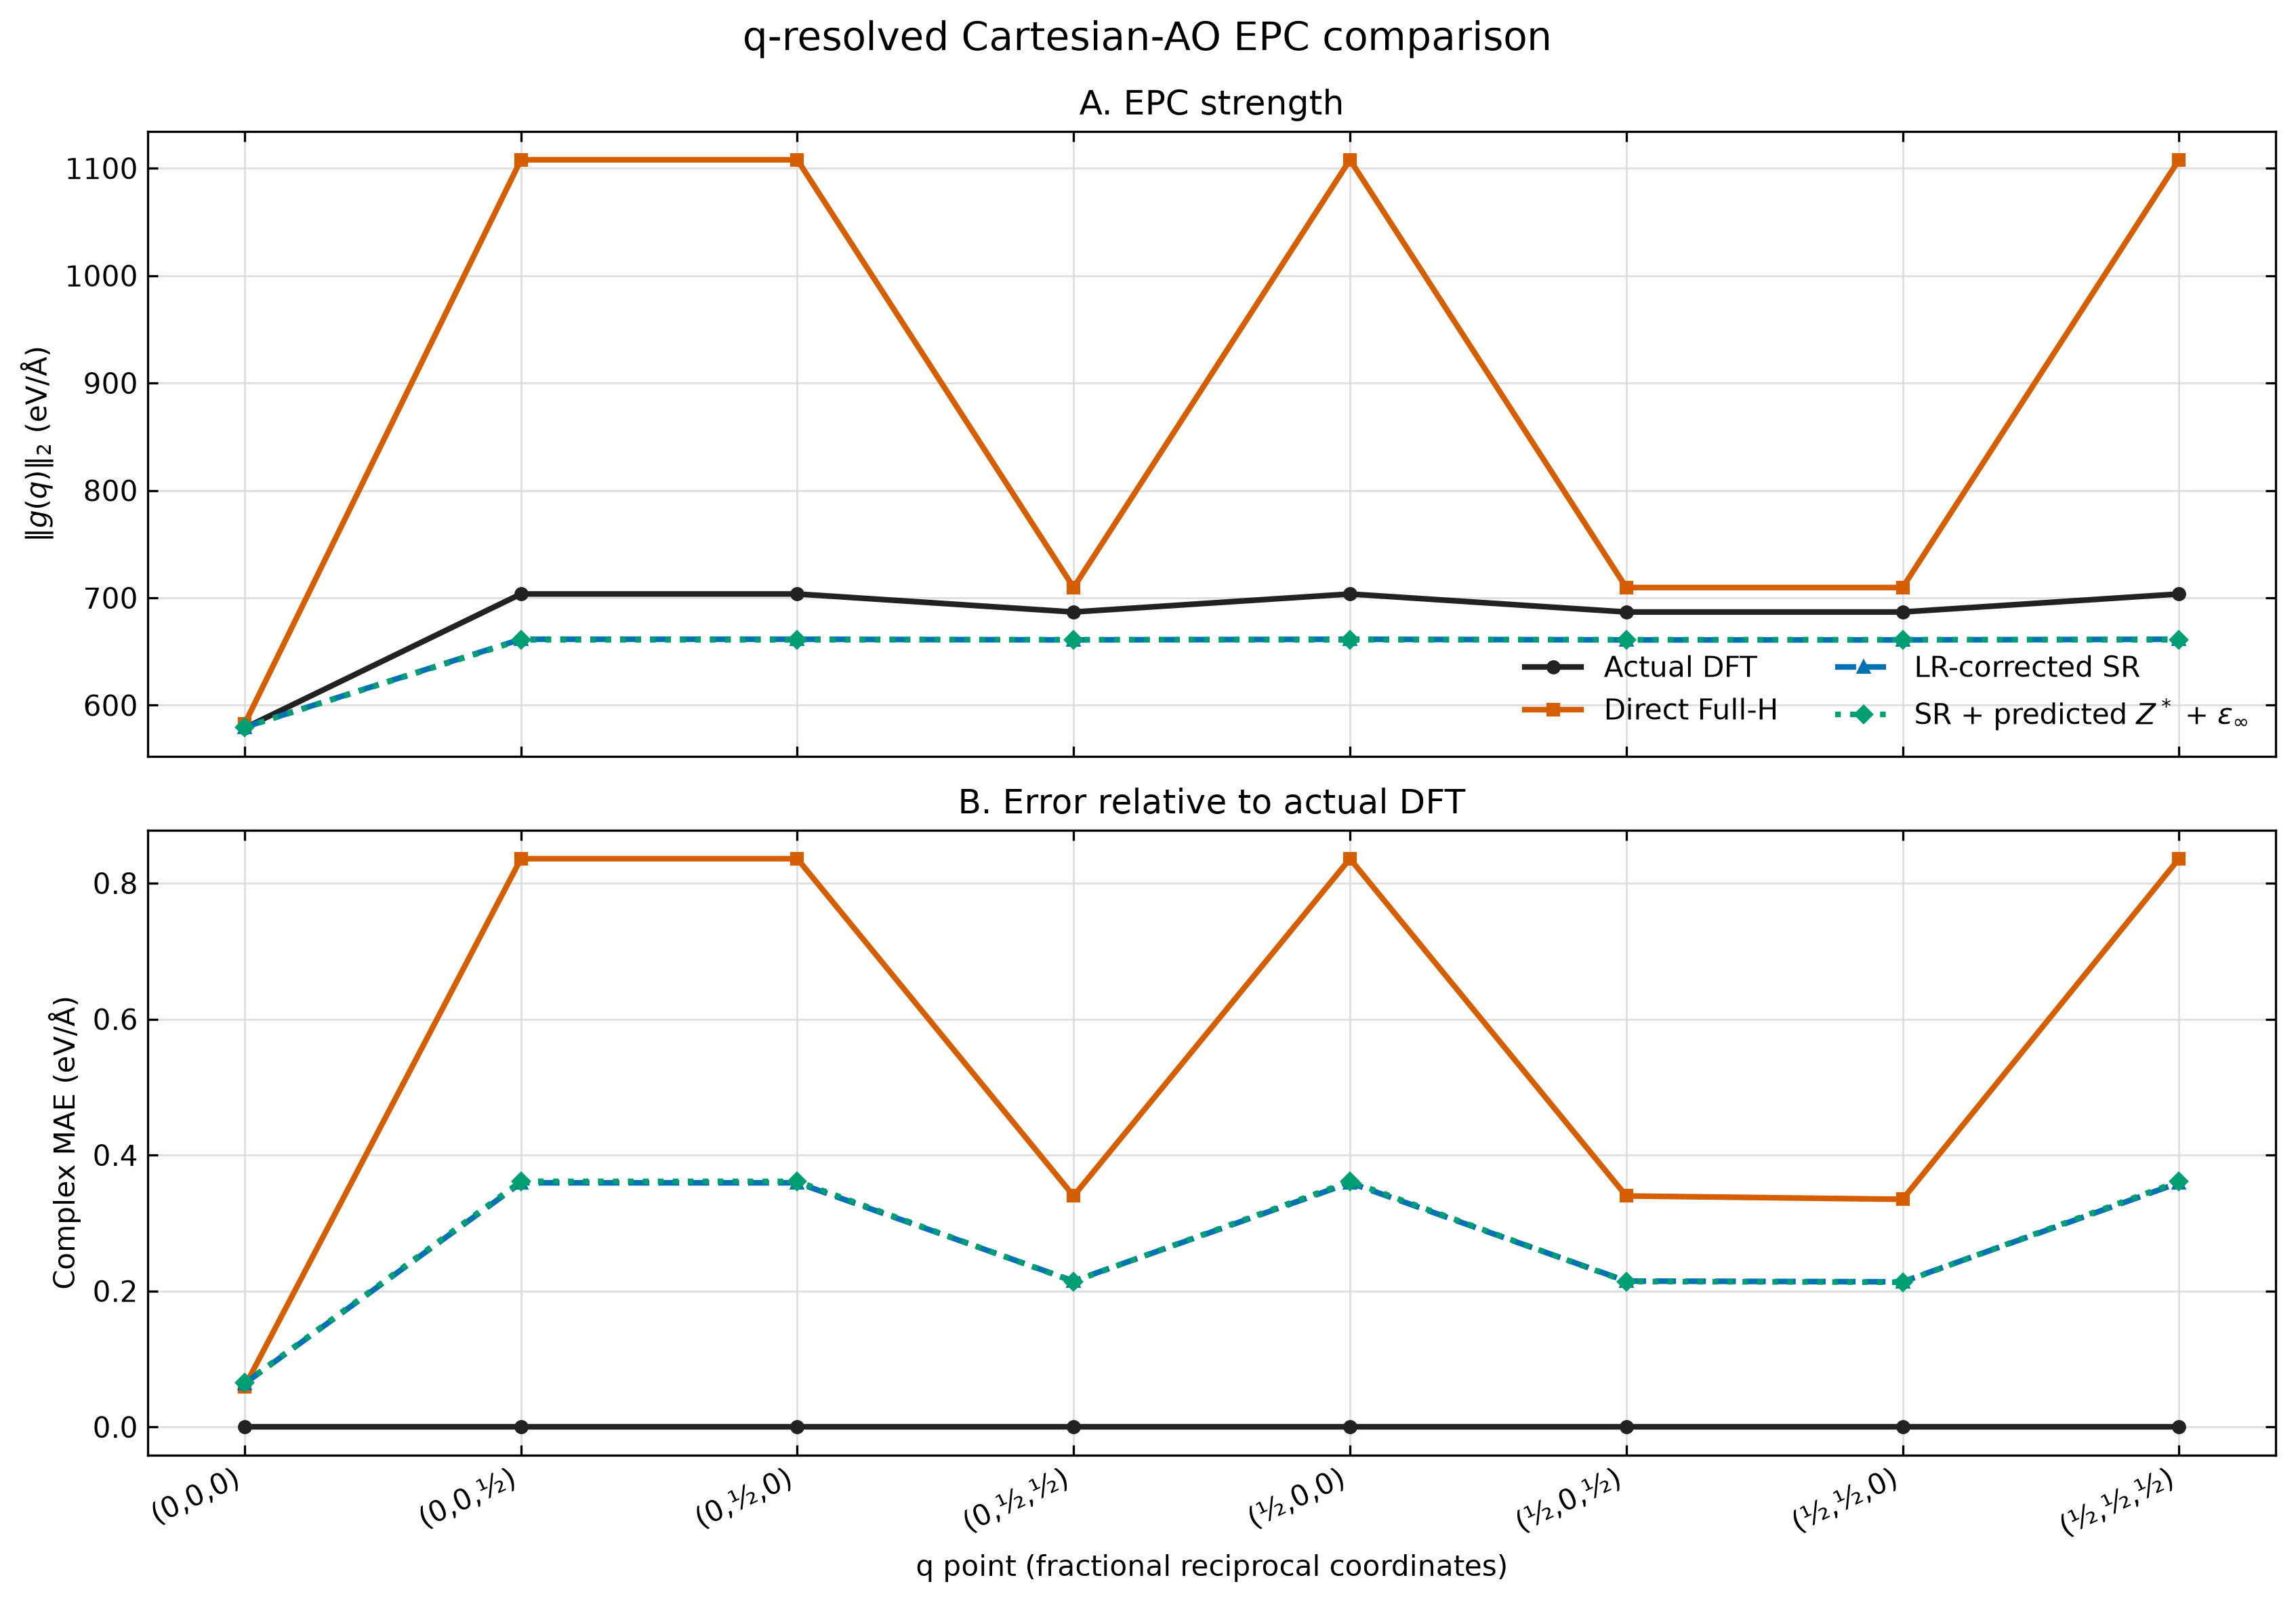 q-resolved Cartesian-AO EPC comparison
A. EPC strength
1100
1000
900
800
700
600
‖g(q)‖₂ (eV/Å)
Actual DFT
Direct Full-H
LR-corrected SR
SR + predicted Z* + ε∞
B. Error relative to actual DFT
0.8
0.6
0.4
0.2
0.0
Complex MAE (eV/Å)
(0,0,0)
(0,0,½)
(0,½,0)
(0,½,½)
(½,0,0)
(½,0,½)
(½,½,0)
(½,½,½)
q point (fractional reciprocal coordinates)